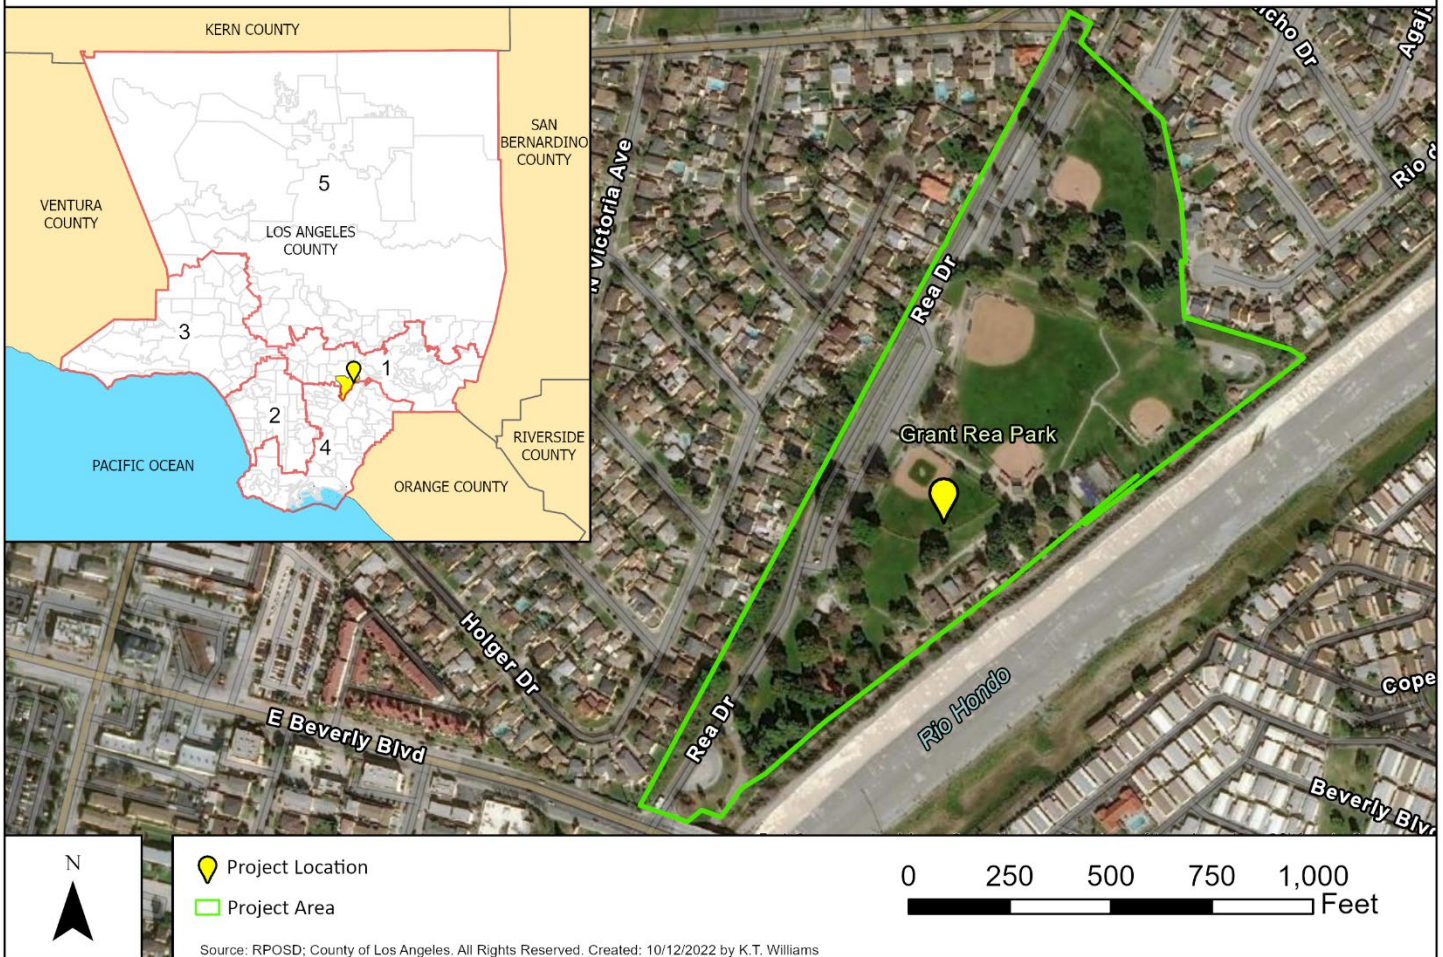 KERN COUNTY
SAN
BERNARDINO
COUNTY
VENTURA
COUNTY
5
LOS ANGELES
COUNTY
3
1
2
4
PACIFIC OCEAN
RIVERSIDE
COUNTY
ORANGE COUNTY
N Victoria Ave
Rea Dr
Grant Rea Park
Holger Dr
E Beverly Blvd
Rea Dr
Rio Hondo
N
Project Location
Project Area
0 250 500 750 1,000
Feet
Source: RPOSD; County of Los Angeles. All Rights Reserved. Created: 10/12/2022 by K.T. Williams